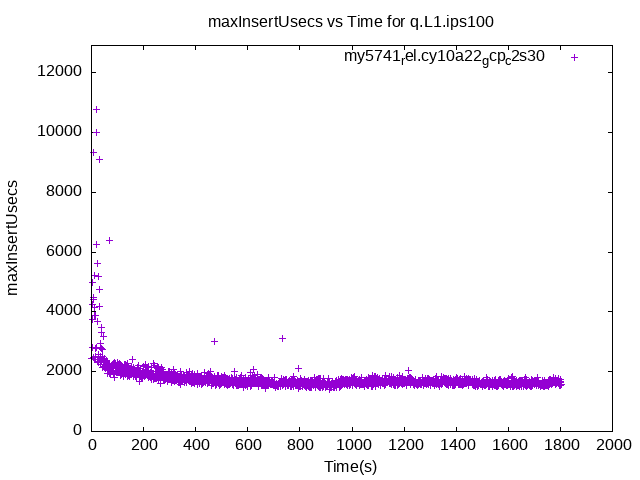 maxInsertUsecs vs Time for q.L1.ips100
my5741rel.cy10a22gcpc2s30
12000
10000
8000
6000
4000
2000
0
maxInsertUsecs
0 200 400 600 800 1000 1200 1400 1600 1800 2000
Time(s)